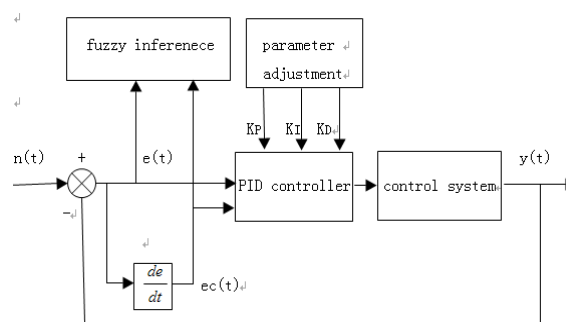 fuzzy inferenece
parameter
adjustment
KP
KI
KD
n(t)
+
e(t)
PID controller
control system
y(t)
−
de
dt
ec(t)